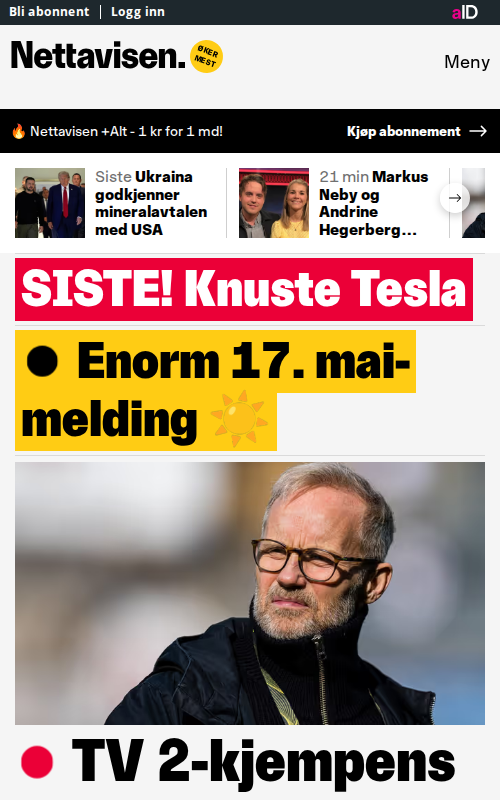 Bli abonnent
Logg inn
aID
Nettavisen.
ØKER
MEST
Meny
🔥 Nettavisen +Alt - 1 kr for 1 md!
Kjøp abonnement →
Siste Ukraina
godkjenner
mineralavtalen
med USA
21 min Markus
Neby og
Andrine
Hegerberg...
SISTE! Knuste Tesla
● Enorm 17. mai-
melding ☀️
TV 2-kjempens